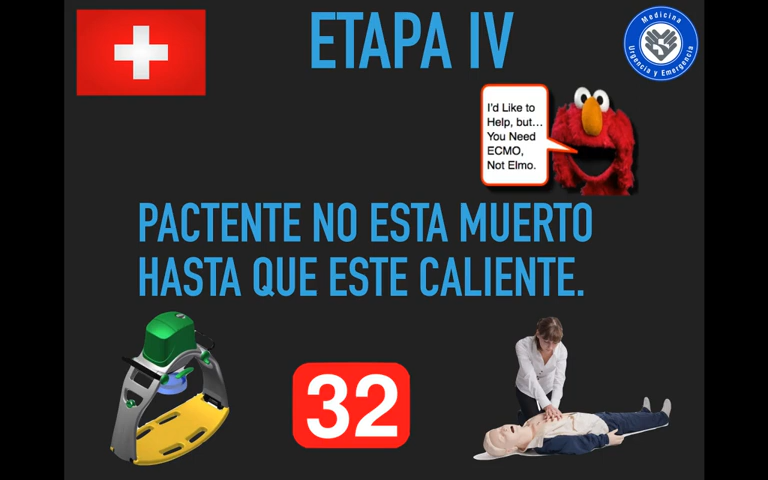 ETAPA IV
Medicina
Urgencia y Emergencia
I'd Like to
Help, but...
You Need
ECMO,
Not Elmo.
PACTENTE NO ESTA MUERTO
HASTA QUE ESTE CALIENTE.
32